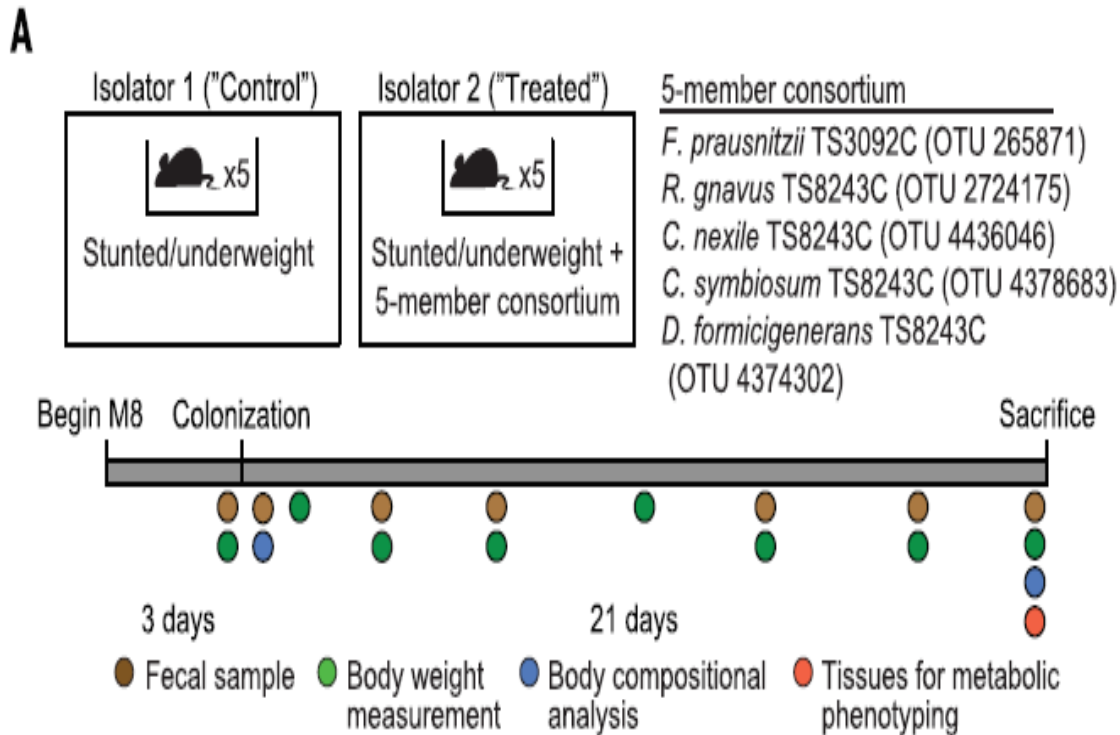 A
Isolator 1 ("Control")
x5
Stunted/underweight
Isolator 2 ("Treated")
x5
Stunted/underweight +
5-member consortium
5-member consortium
F. prausnitzii TS3092C (OTU 265871)
R. gnavus TS8243C (OTU 2724175)
C. nexile TS8243C (OTU 4436046)
C. symbiosum TS8243C (OTU 4378683)
D. formicigenerans TS8243C
(OTU 4374302)
Begin M8
Colonization
Sacrifice
3 days
21 days
Fecal sample
Body weight
measurement
Body compositional
analysis
Tissues for metabolic
phenotyping